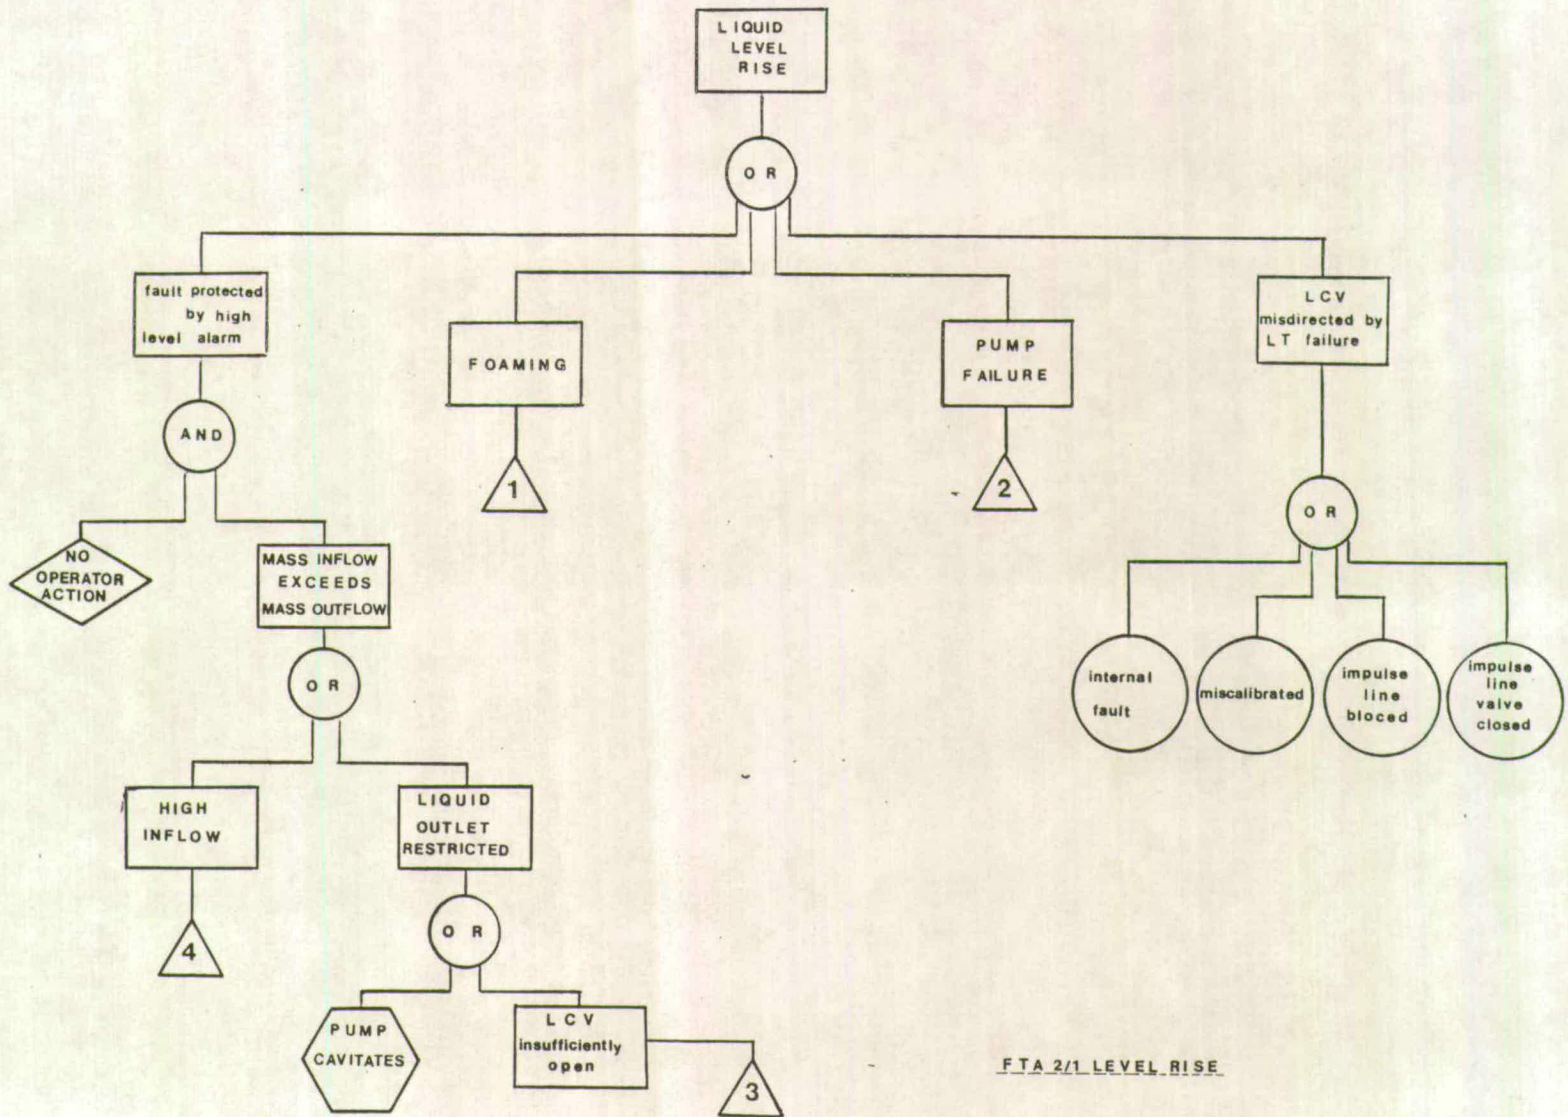 LIQUID
LEVEL
RISE
OR
fault protected
by high
level alarm
FOAMING
PUMP
FAILURE
LCV
misdirected by
LT failure
AND
1
2
OR
NO
OPERATOR
ACTION
MASS INFLOW
EXCEEDS
MASS OUTFLOW
internal
fault
miscalibrated
impulse
line
bloced
impulse
line
valve
closed
OR
HIGH
INFLOW
LIQUID
OUTLET
RESTRICTED
4
OR
PUMP
CAVITATES
LCV
insufficiently
open
3
FTA 2/1 LEVEL RISE